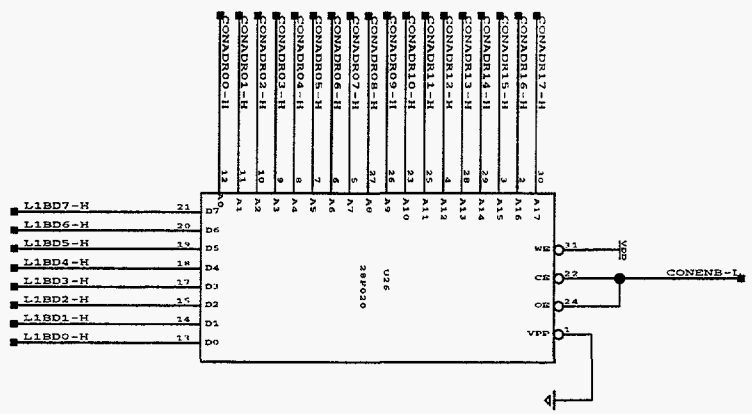 CONADR00-H
CONADR01-H
CONADR02-H
CONADR03-H
CONADR04-H
CONADR05-H
CONADR06-H
CONADR07-H
CONADR08-H
CONADR09-H
CONADR10-H
CONADR11-H
CONADR12-H
CONADR13-H
CONADR14-H
CONADR15-H
CONADR16-H
CONADR17-H
12 11 10 9 8 7 6 5 27 26 23 25 4 28 29 3 2 30
A0 A1 A2 A3 A4 A5 A6 A7 A8 A9 A10 A11 A12 A13 A14 A15 A16 A17
L1BD7-H 21 D7
L1BD6-H 20 D6
L1BD5-H 19 D5
L1BD4-H 18 D4
L1BD3-H 17 D3
L1BD2-H 15 D2
L1BD1-H 14 D1
L1BD0-H 13 D0
U26
28F020
WE 31 VDD
CE 22 CONENB-L
OE 24
VPP 1